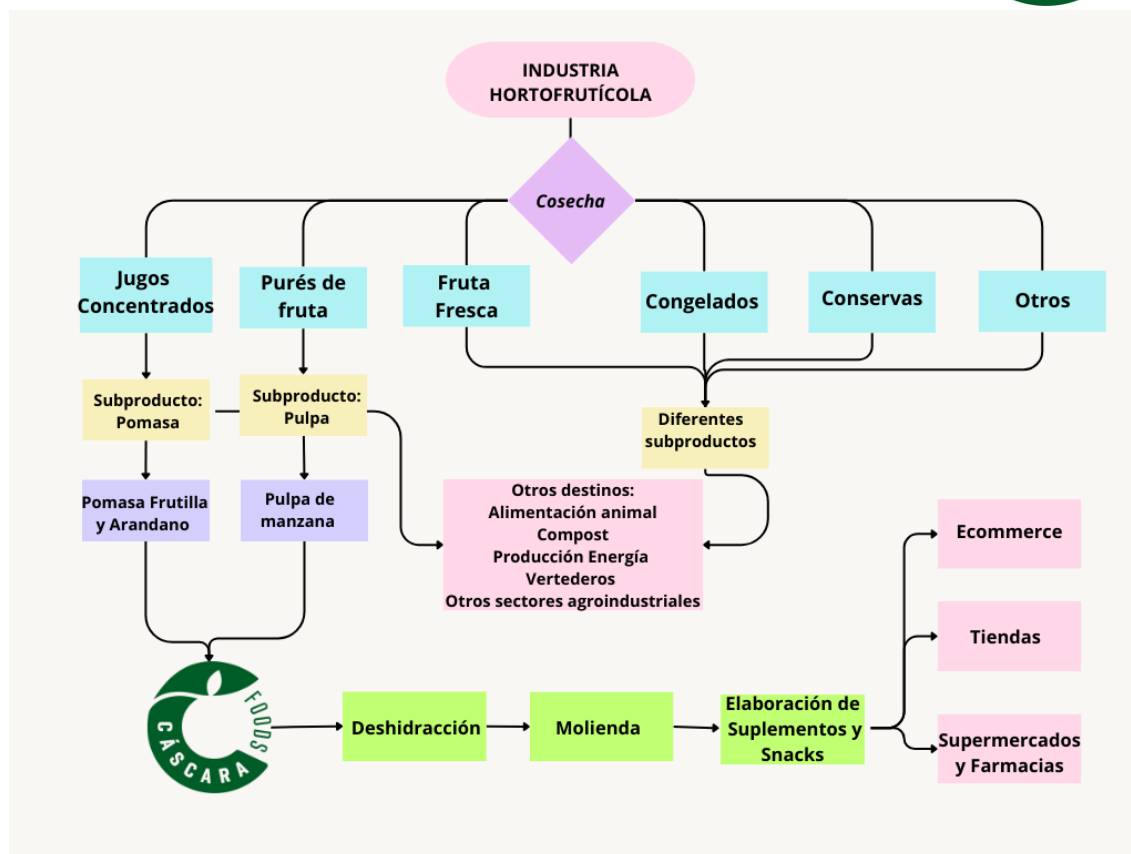 INDUSTRIA
HORTOFRUTÍCOLA
Cosecha
Jugos
Concentrados
Purés de
fruta
Fruta
Fresca
Congelados
Conservas
Otros
Subproducto:
Pomasa
Subproducto:
Pulpa
Diferentes
subproductos
Pomasa Frutilla
y Arandano
Pulpa de
manzana
Otros destinos:
Alimentación animal
Compost
Producción Energía
Vertederos
Otros sectores agroindustriales
Ecommerce
Tiendas
Supermercados
y Farmacias
CÁSCARA
FOODS
Deshidracción
Molienda
Elaboración de
Suplementos y
Snacks